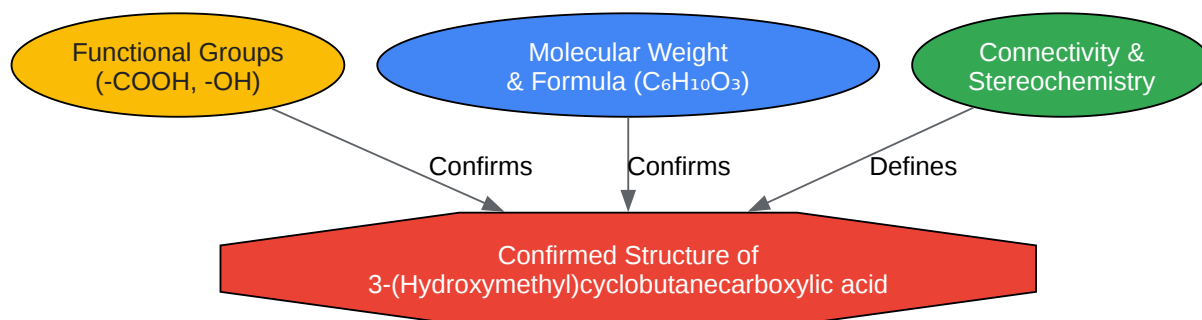 Functional Groups
(-COOH, -OH)
Molecular Weight
& Formula (C₆H₁₀O₃)
Connectivity &
Stereochemistry
Confirms
Confirms
Defines
Confirmed Structure of
3-(Hydroxymethyl)cyclobutanecarboxylic acid